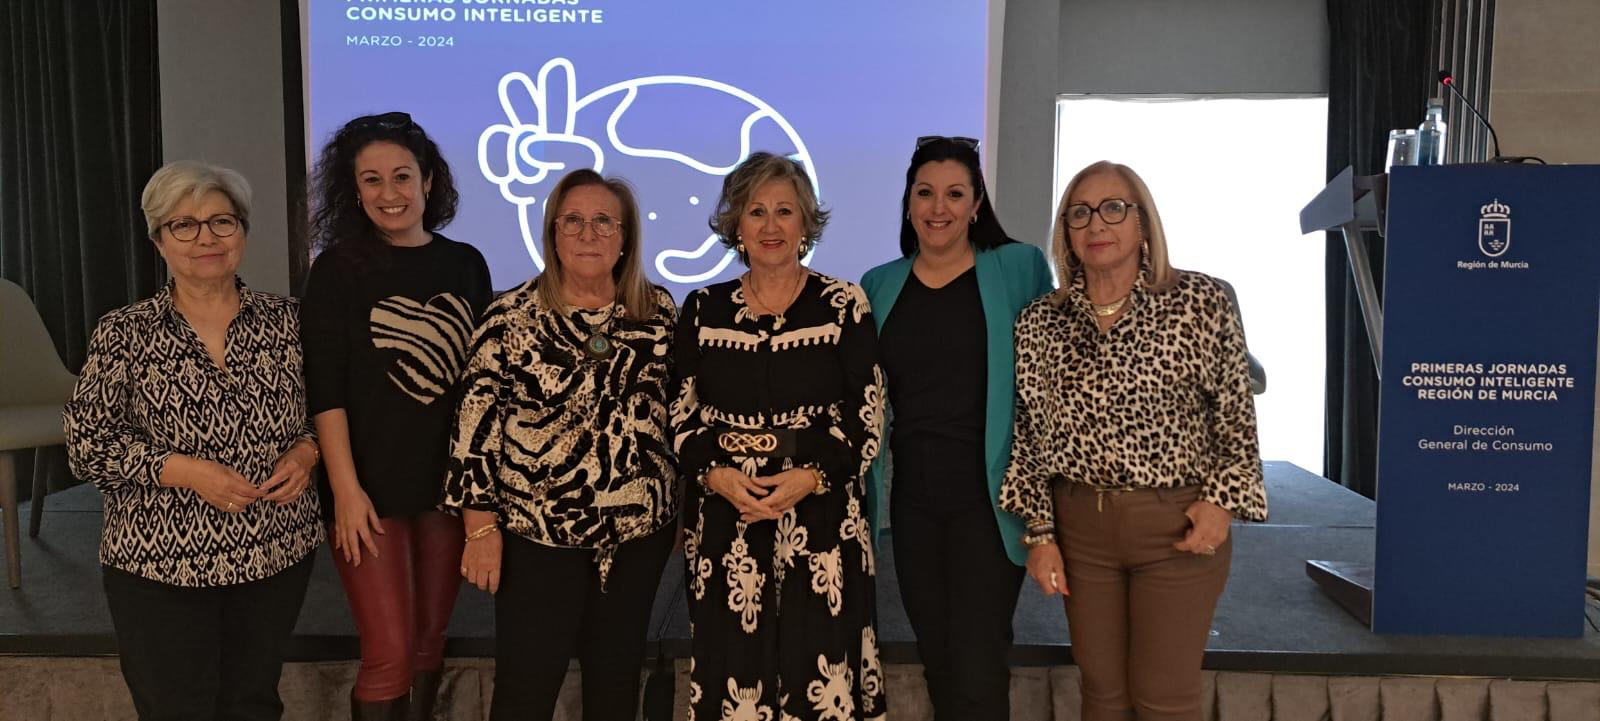 PRIMERAS JORNADAS
CONSUMO INTELIGENTE
MARZO - 2024
Región de Murcia
PRIMERAS JORNADAS
CONSUMO INTELIGENTE
REGIÓN DE MURCIA
Dirección
General de Consumo
MARZO - 2024